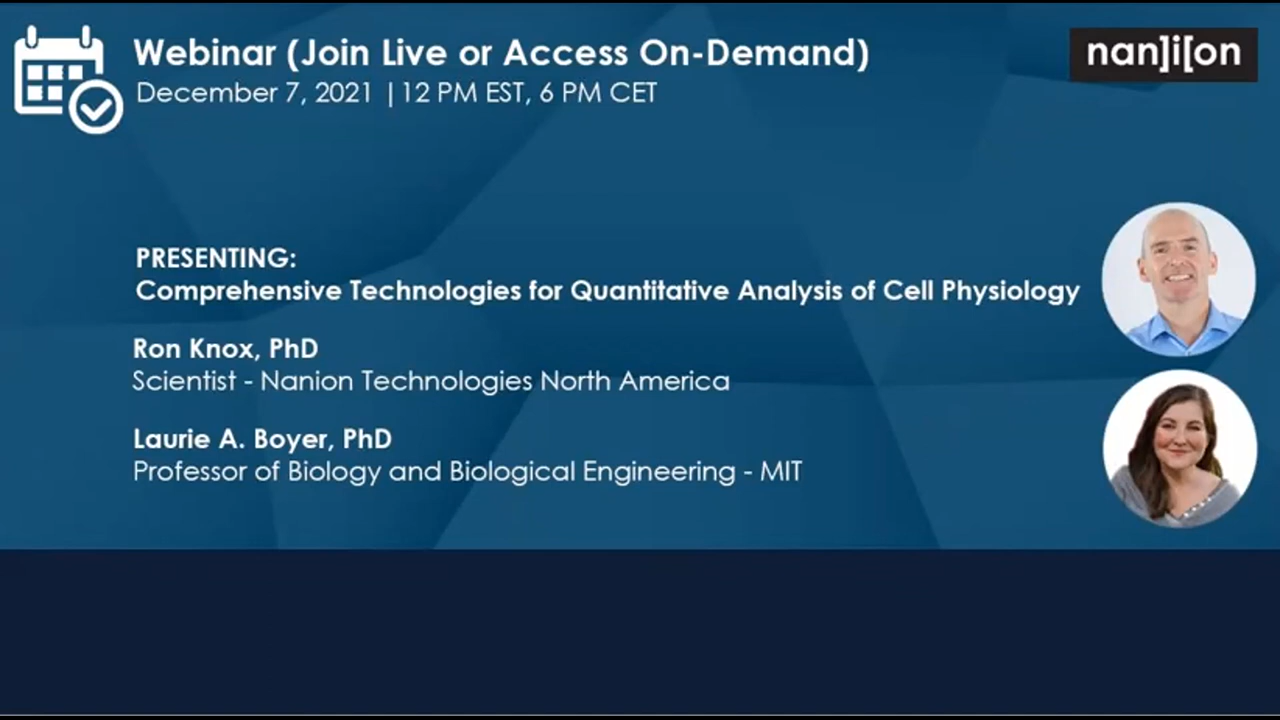 Webinar (Join Live or Access On-Demand)
December 7, 2021 | 12 PM EST, 6 PM CET
nan]i[on
PRESENTING:
Comprehensive Technologies for Quantitative Analysis of Cell Physiology
Ron Knox, PhD
Scientist - Nanion Technologies North America
Laurie A. Boyer, PhD
Professor of Biology and Biological Engineering - MIT